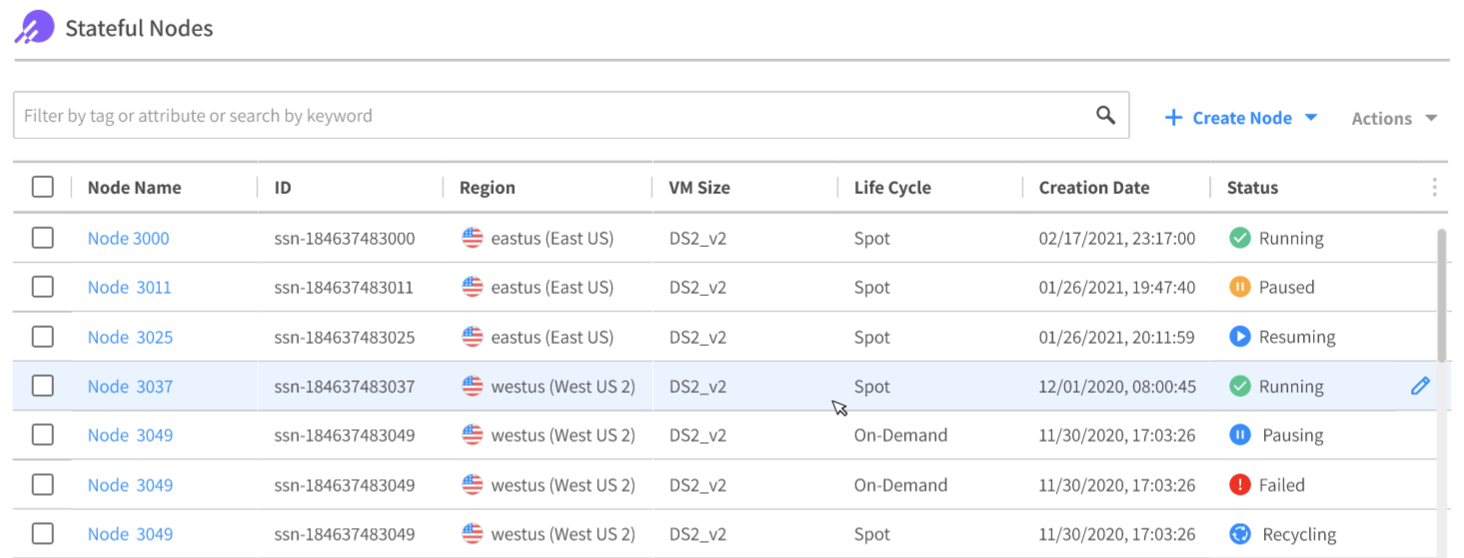 Stateful Nodes
Filter by tag or attribute or search by keyword + Create Node Actions
Node Name ID Region VM Size Life Cycle Creation Date Status
Node 3000 ssn-184637483000 eastus (East US) DS2_v2 Spot 02/17/2021, 23:17:00 Running
Node 3011 ssn-184637483011 eastus (East US) DS2_v2 Spot 01/26/2021, 19:47:40 Paused
Node 3025 ssn-184637483025 eastus (East US) DS2_v2 Spot 01/26/2021, 20:11:59 Resuming
Node 3037 ssn-184637483037 westus (West US 2) DS2_v2 Spot 12/01/2020, 08:00:45 Running
Node 3049 ssn-184637483049 westus (West US 2) DS2_v2 On-Demand 11/30/2020, 17:03:26 Pausing
Node 3049 ssn-184637483049 westus (West US 2) DS2_v2 On-Demand 11/30/2020, 17:03:26 Failed
Node 3049 ssn-184637483049 westus (West US 2) DS2_v2 Spot 11/30/2020, 17:03:26 Recycling